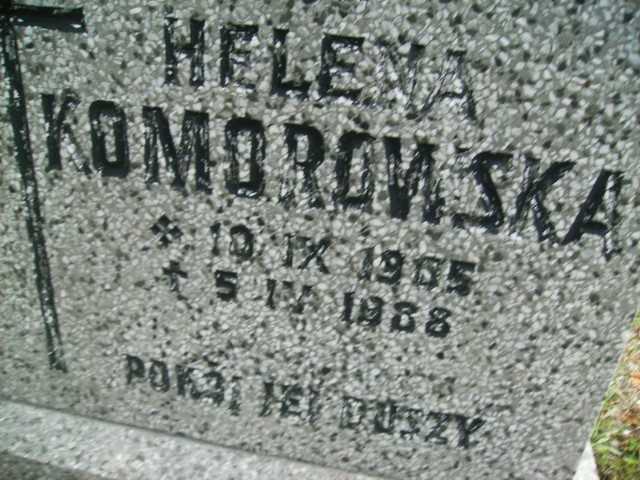 HELENA
KOMOROWSKA
10 IX 1905
5 IV 1988
POKÓJ JEJ DUSZY